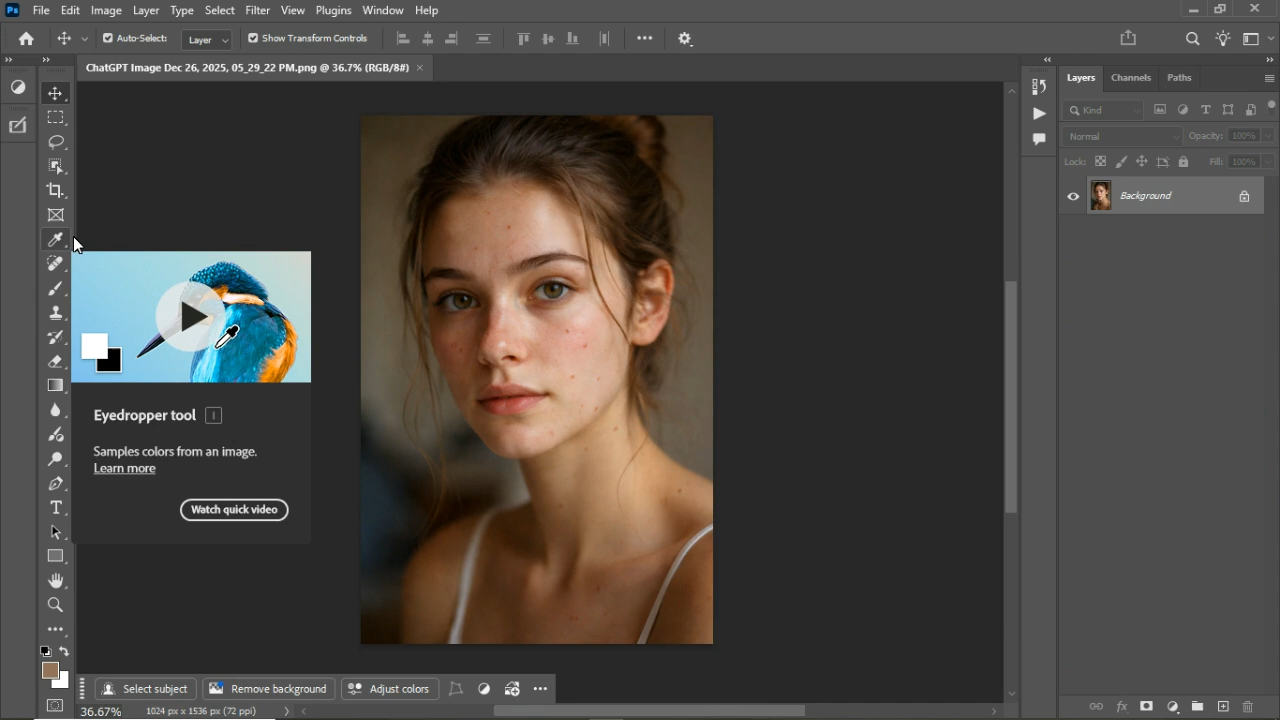 Ps File Edit Image Layer Type Select Filter View Plugins Window Help
Auto-Select: Layer Show Transform Controls
ChatGPT Image Dec 26, 2025, 05_29_22 PM.png @ 36.7% (RGB/8#)
Layers Channels Paths
Kind
Normal Opacity: 100%
Lock: Fill: 100%
Background
Eyedropper tool I
Samples colors from an image.
Learn more
Watch quick video
Select subject Remove background Adjust colors
36.67% 1024 px x 1536 px (72 ppi)